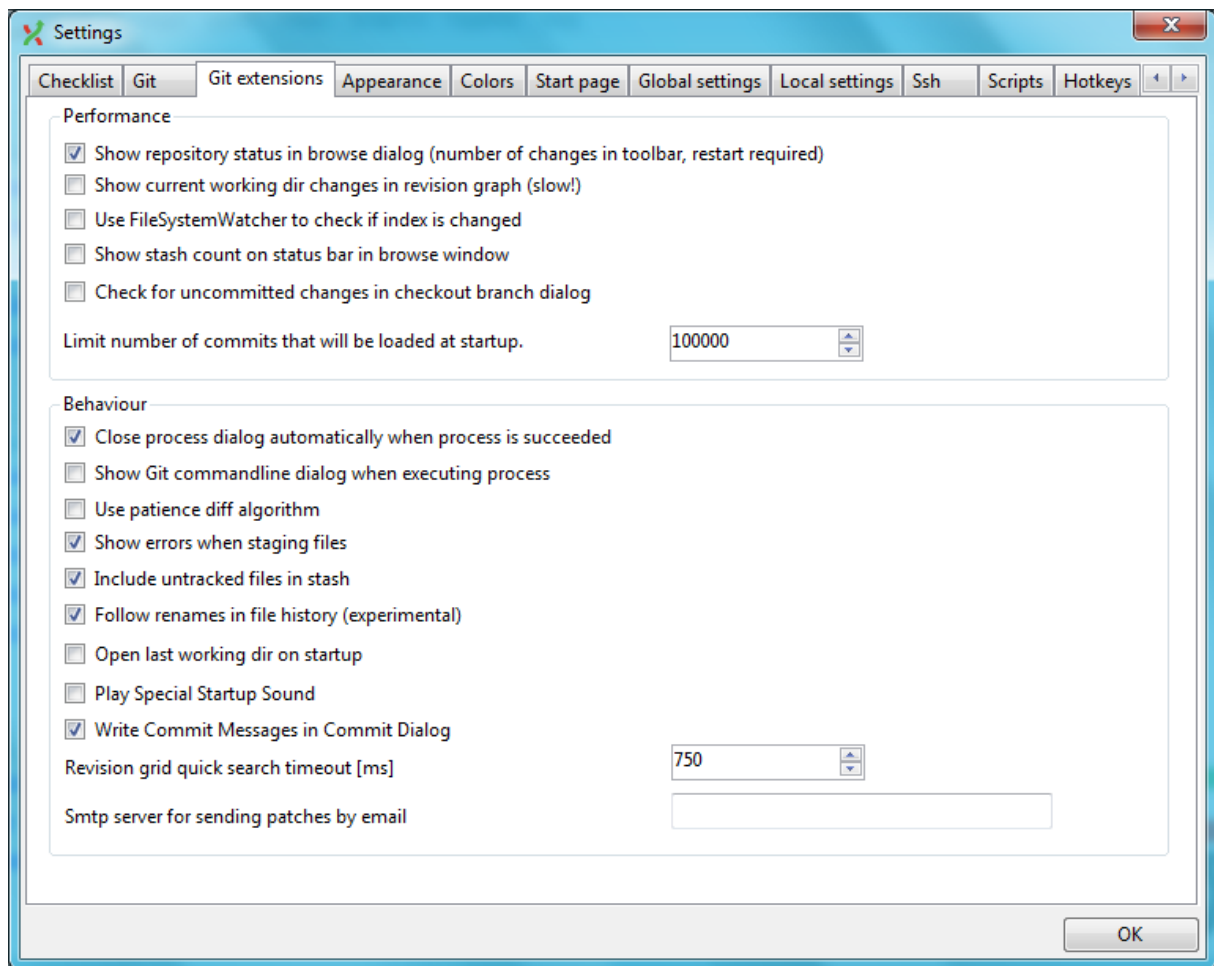 Settings
Checklist Git Git extensions Appearance Colors Start page Global settings Local settings Ssh Scripts Hotkeys
Performance
Show repository status in browse dialog (number of changes in toolbar, restart required)
Show current working dir changes in revision graph (slow!)
Use FileSystemWatcher to check if index is changed
Show stash count on status bar in browse window
Check for uncommitted changes in checkout branch dialog
Limit number of commits that will be loaded at startup. 100000
Behaviour
Close process dialog automatically when process is succeeded
Show Git commandline dialog when executing process
Use patience diff algorithm
Show errors when staging files
Include untracked files in stash
Follow renames in file history (experimental)
Open last working dir on startup
Play Special Startup Sound
Write Commit Messages in Commit Dialog
Revision grid quick search timeout [ms] 750
Smtp server for sending patches by email
OK